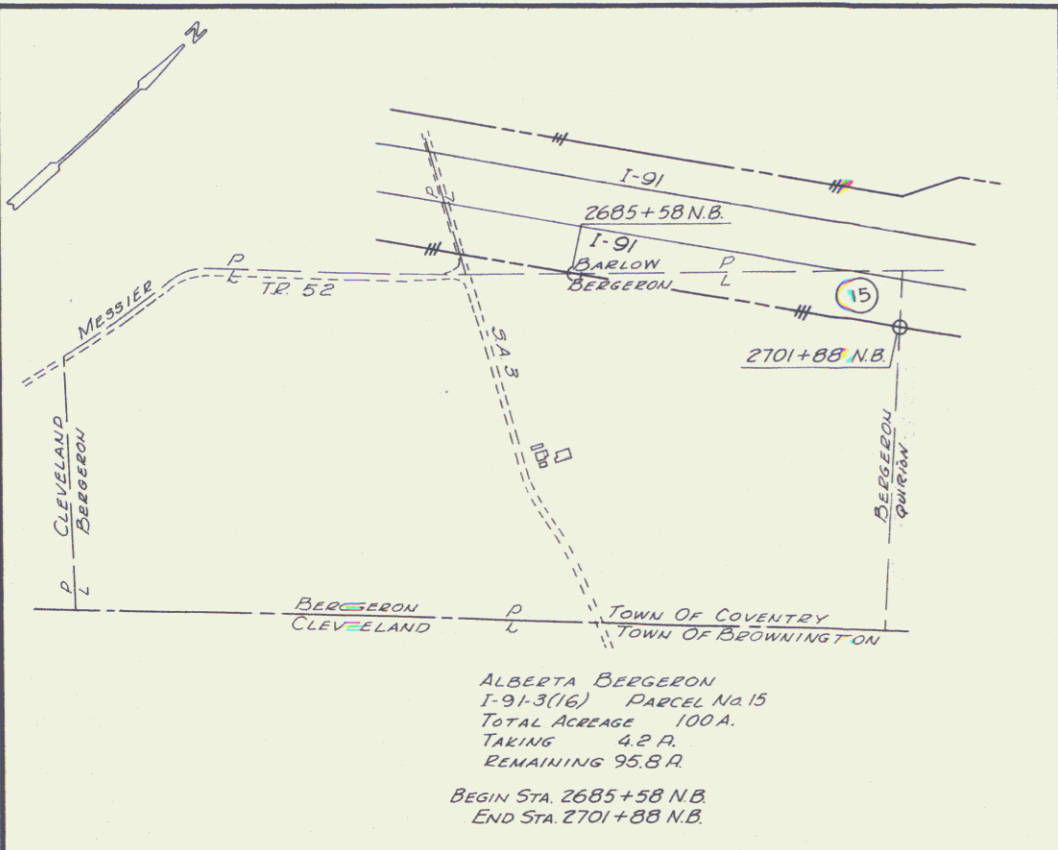 N
I-91
2685+58 N.B.
I-91
P
L
BARLOW
P
L
BERGERON
P
L
T.R. 52
MESSIER
15
2701+88 N.B.
S.A 3
CLEVELAND
BERGERON
P
L
BERGERON
QUIRION
BERGERON
P
L
CLEVELAND
TOWN OF COVENTRY
TOWN OF BROWNINGTON
ALBERTA BERGERON
I-91-3(16) PARCEL No. 15
TOTAL ACREAGE 100 A.
TAKING 4.2 A.
REMAINING 95.8 A.
BEGIN STA. 2685+58 N.B.
END STA. 2701+88 N.B.